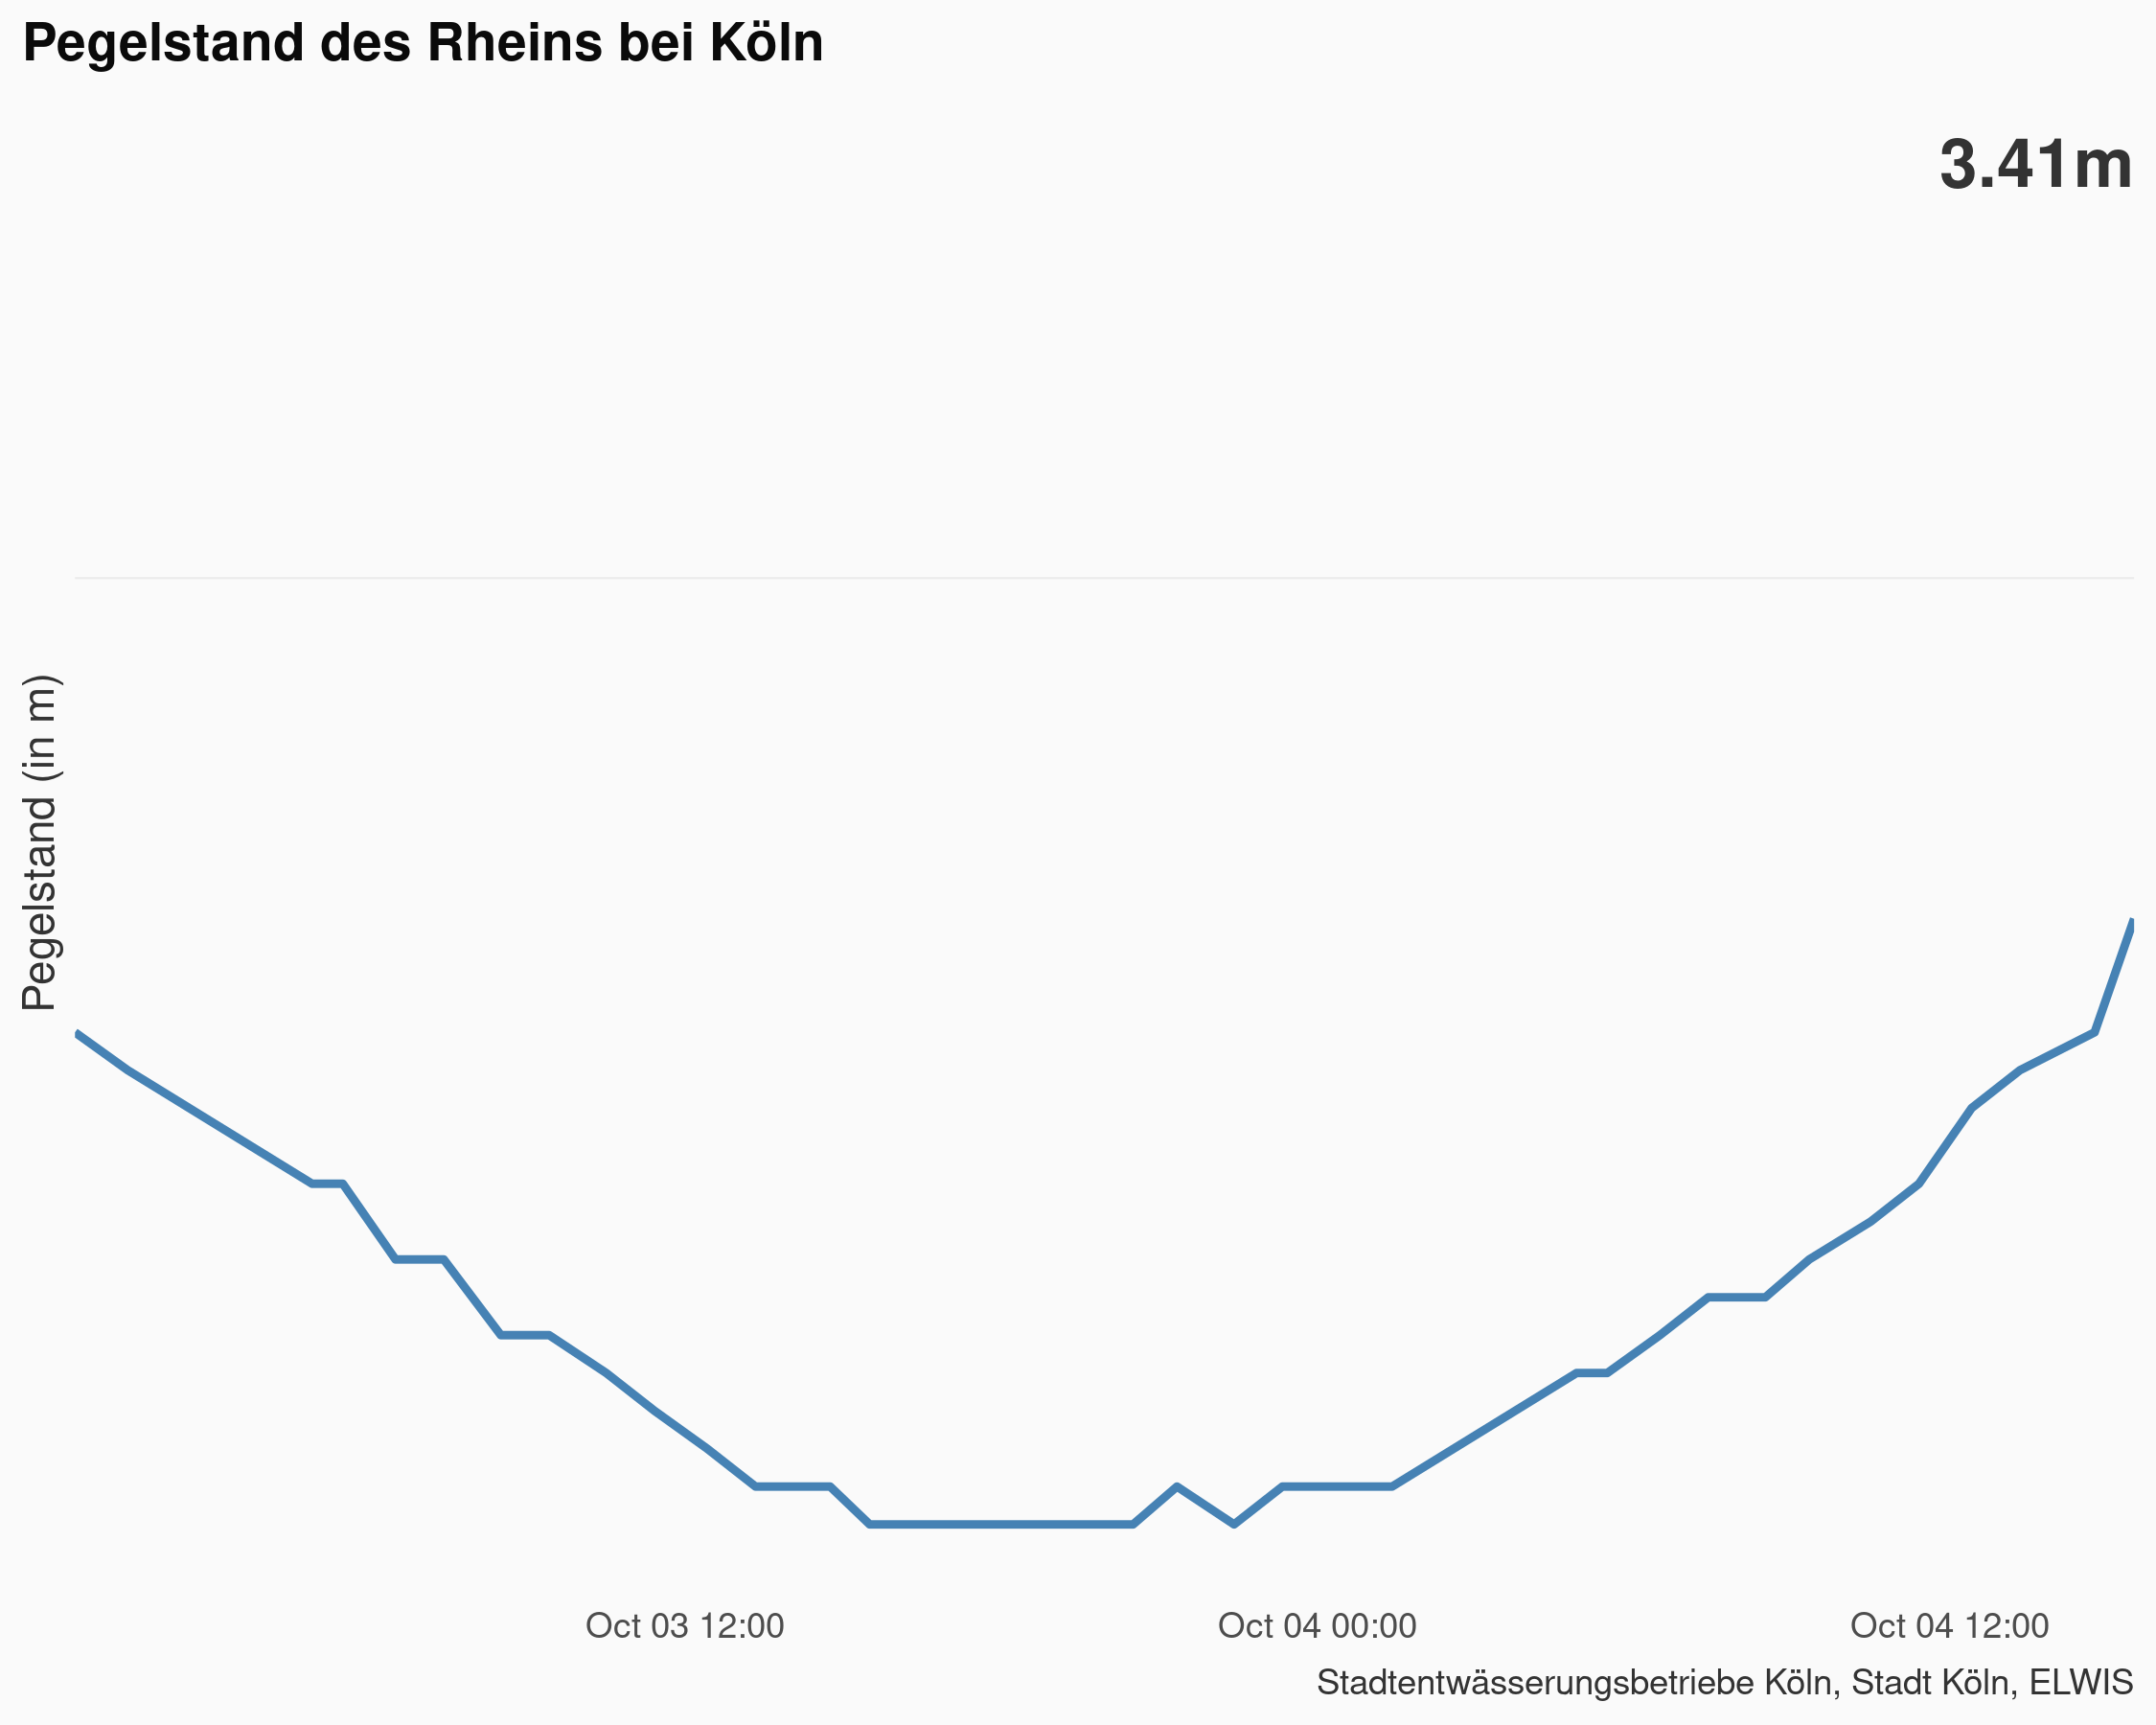 Pegelstand des Rheins bei Köln
3.41m
Pegelstand (in m)
Oct 03 12:00
Oct 04 00:00
Oct 04 12:00
Stadtentwässerungsbetriebe Köln, Stadt Köln, ELWIS